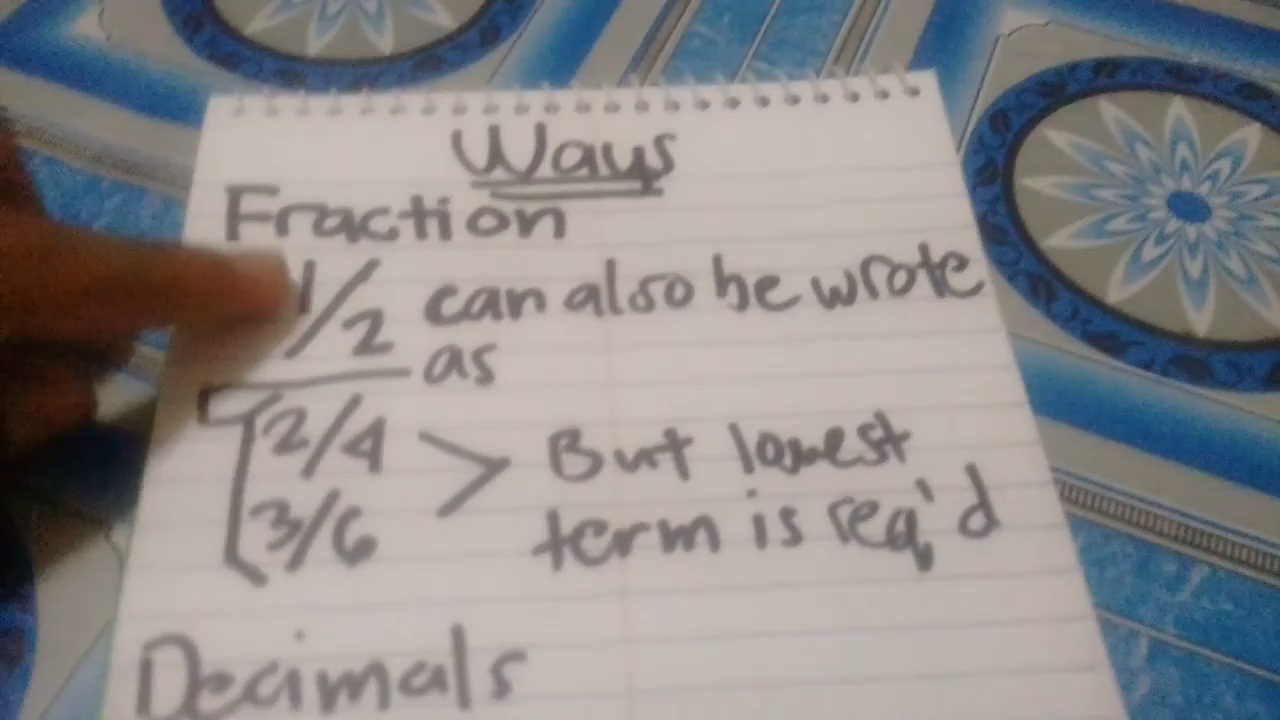 Ways
Fraction
1/2 can also be wrote
as
2/4 > But lowest
3/6 term is req'd
Decimals